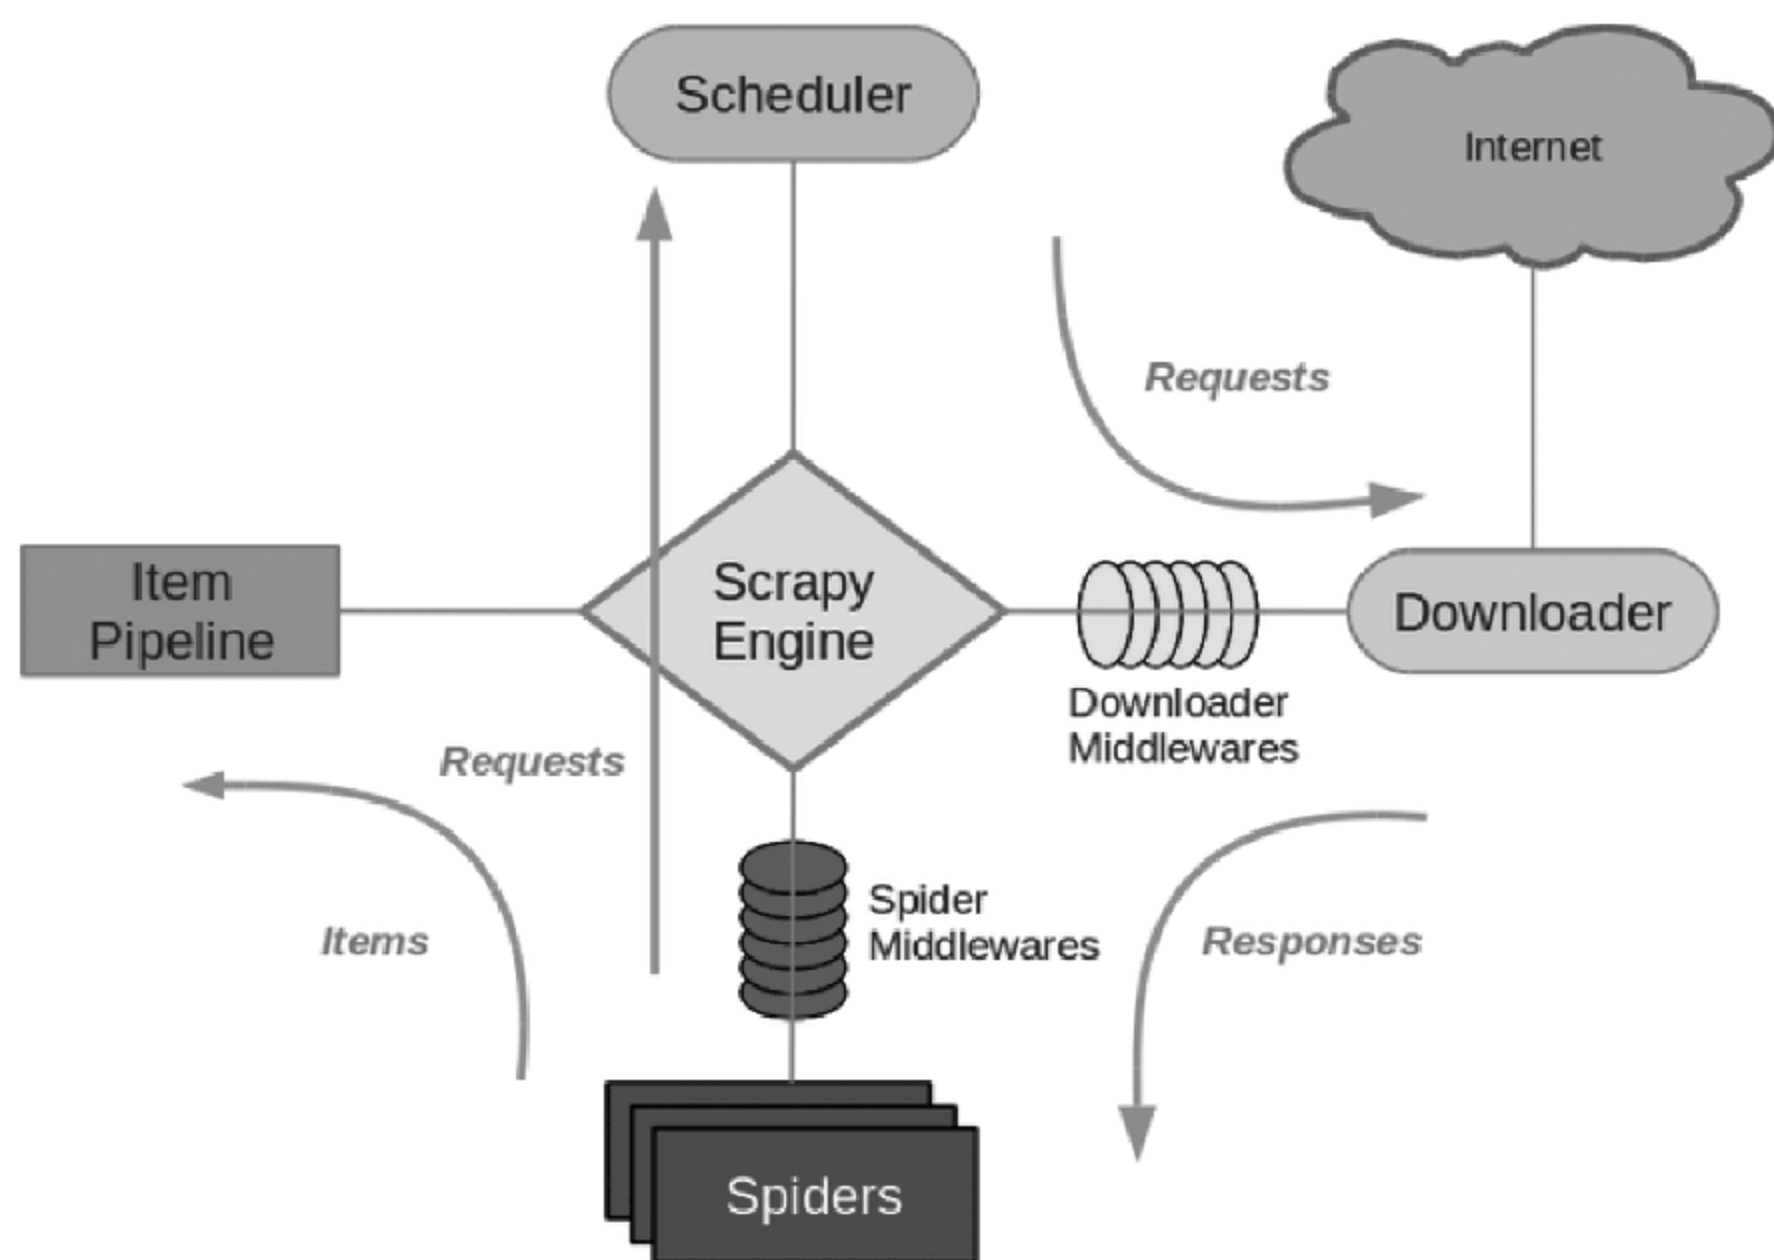 Scheduler
Internet
Requests
Item
Pipeline
Scrapy
Engine
Downloader
Downloader
Middlewares
Requests
Items
Spider
Middlewares
Responses
Spiders